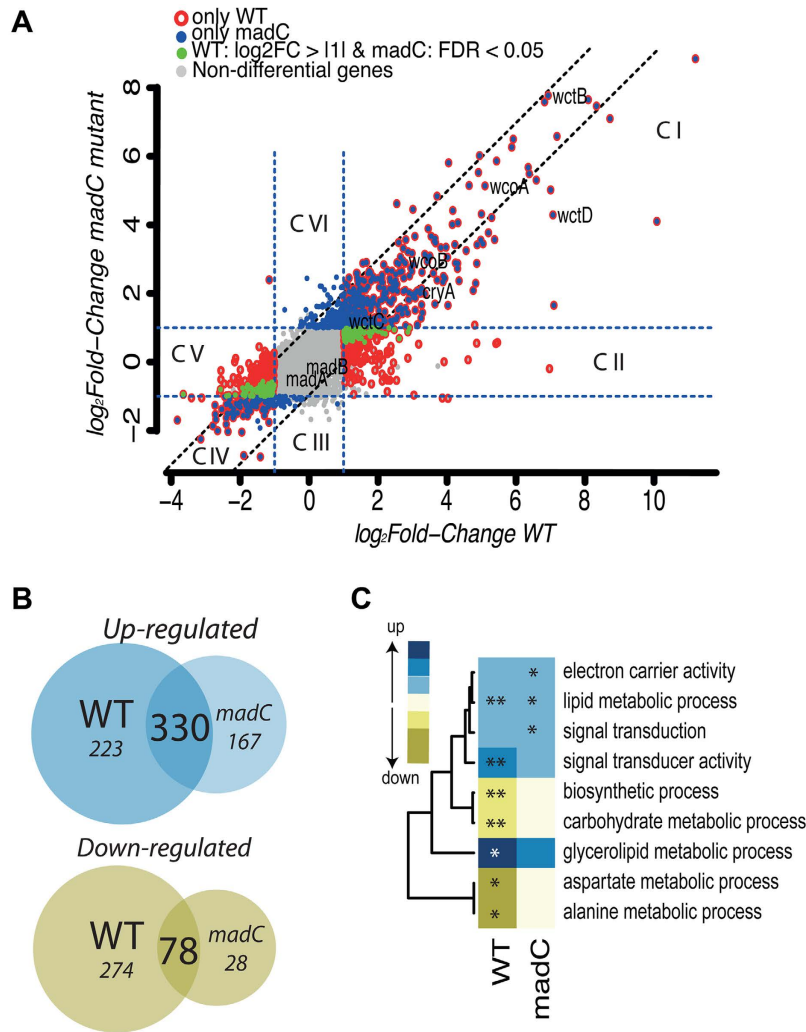 A
only WT
only madC
WT: log2FC > |1| & madC: FDR < 0.05
Non-differential genes
log₂Fold-Change madC mutant
8
6
4
2
0
−2
C I
C II
C III
C IV
C V
C VI
wctB
wcoA
wctD
wcoB
cryA
wctC
madB
madA
−4 −2 0 2 4 6 8 10
log₂Fold-Change WT
B
Up-regulated
WT 330 madC
223 167
Down-regulated
WT 78 madC
274 28
C
up
down
* electron carrier activity
** * lipid metabolic process
* signal transduction
** signal transducer activity
** biosynthetic process
** carbohydrate metabolic process
* glycerolipid metabolic process
* aspartate metabolic process
* alanine metabolic process
WT madC